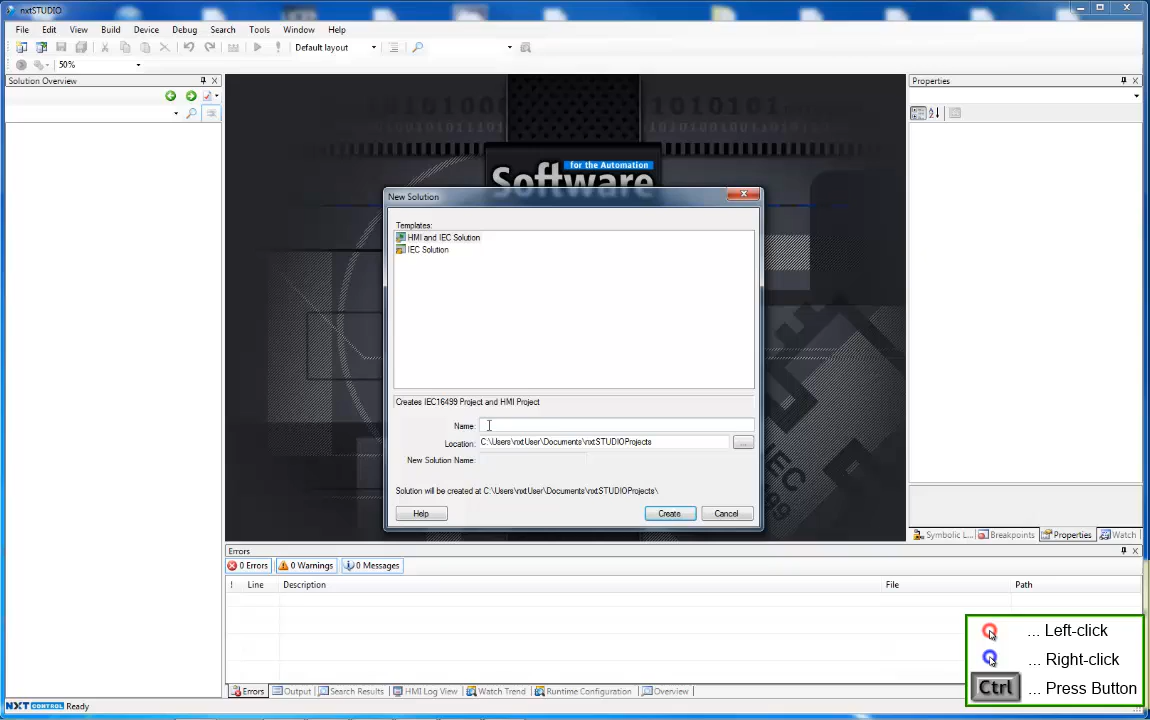 nxtSTUDIO
File Edit View Build Device Debug Search Tools Window Help
Default layout
50%
Solution Overview
Properties
for the Automation
Software
New Solution
Templates:
HMI and IEC Solution
IEC Solution
Creates IEC16499 Project and HMI Project
Name:
Location: C:\Users\nxtUser\Documents\nxtSTUDIOProjects ...
New Solution Name:
Solution will be created at C:\Users\nxtUser\Documents\nxtSTUDIOProjects\
Help Create Cancel
Symbolic L... Breakpoints Properties Watch
Errors
0 Errors 0 Warnings 0 Messages
! Line Description File Path
... Left-click
... Right-click
Ctrl ... Press Button
Errors Output Search Results HMI Log View Watch Trend Runtime Configuration Overview
NXT CONTROL Ready